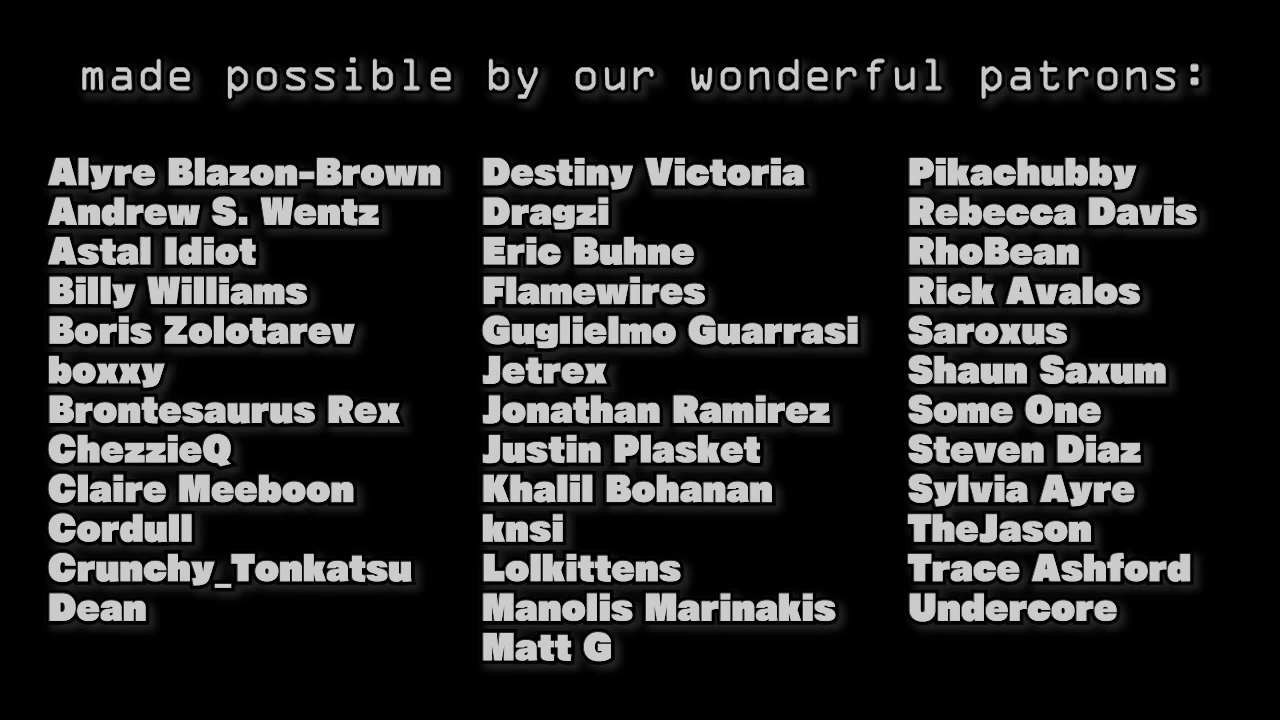 made possible by our wonderful patrons:
Alyre Blazon-Brown
Andrew S. Wentz
Astal Idiot
Billy Williams
Boris Zolotarev
boxxy
Brontesaurus Rex
ChezzieQ
Claire Meeboon
Cordull
Crunchy_Tonkatsu
Dean
Destiny Victoria
Dragzi
Eric Buhne
Flamewires
Guglielmo Guarrasi
Jetrex
Jonathan Ramirez
Justin Plasket
Khalil Bohanan
knsi
Lolkittens
Manolis Marinakis
Matt G
Pikachubby
Rebecca Davis
RhoBean
Rick Avalos
Saroxus
Shaun Saxum
Some One
Steven Diaz
Sylvia Ayre
TheJason
Trace Ashford
Undercore